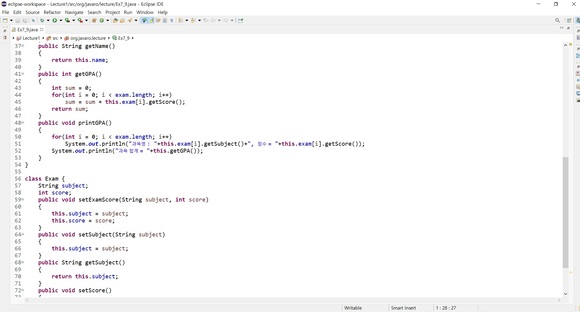 eclipse-workspace - Lecture1/src/org/javaro/lecture/Ex7_9.java - Eclipse IDE
File Edit Source Refactor Navigate Search Project Run Window Help
Ex7_9.java
Lecture1 src org.javaro.lecture Ex7_9
37 public String getName()
38 {
39 return this.name;
40 }
41 public int getGPA()
42 {
43 int sum = 0;
44 for(int i = 0; i < exam.length; i++)
45 sum = sum + this.exam[i].getScore();
46 return sum;
47 }
48 public void printGPA()
49 {
50 for(int i = 0; i < exam.length; i++)
51 System.out.println("과목명 : "+this.exam[i].getSubject()+", 점수 = "+this.exam[i].getScore());
52 System.out.println("과목 합계 = "+this.getGPA());
53 }
54 }
55
56 class Exam {
57 String subject;
58 int score;
59 public void setExamScore(String subject, int score)
60 {
61 this.subject = subject;
62 this.score = score;
63 }
64 public void setSubject(String subject)
65 {
66 this.subject = subject;
67 }
68 public String getSubject()
69 {
70 return this.subject;
71 }
72 public void setScore()
73 {
Writable Smart Insert 1 : 28 : 27